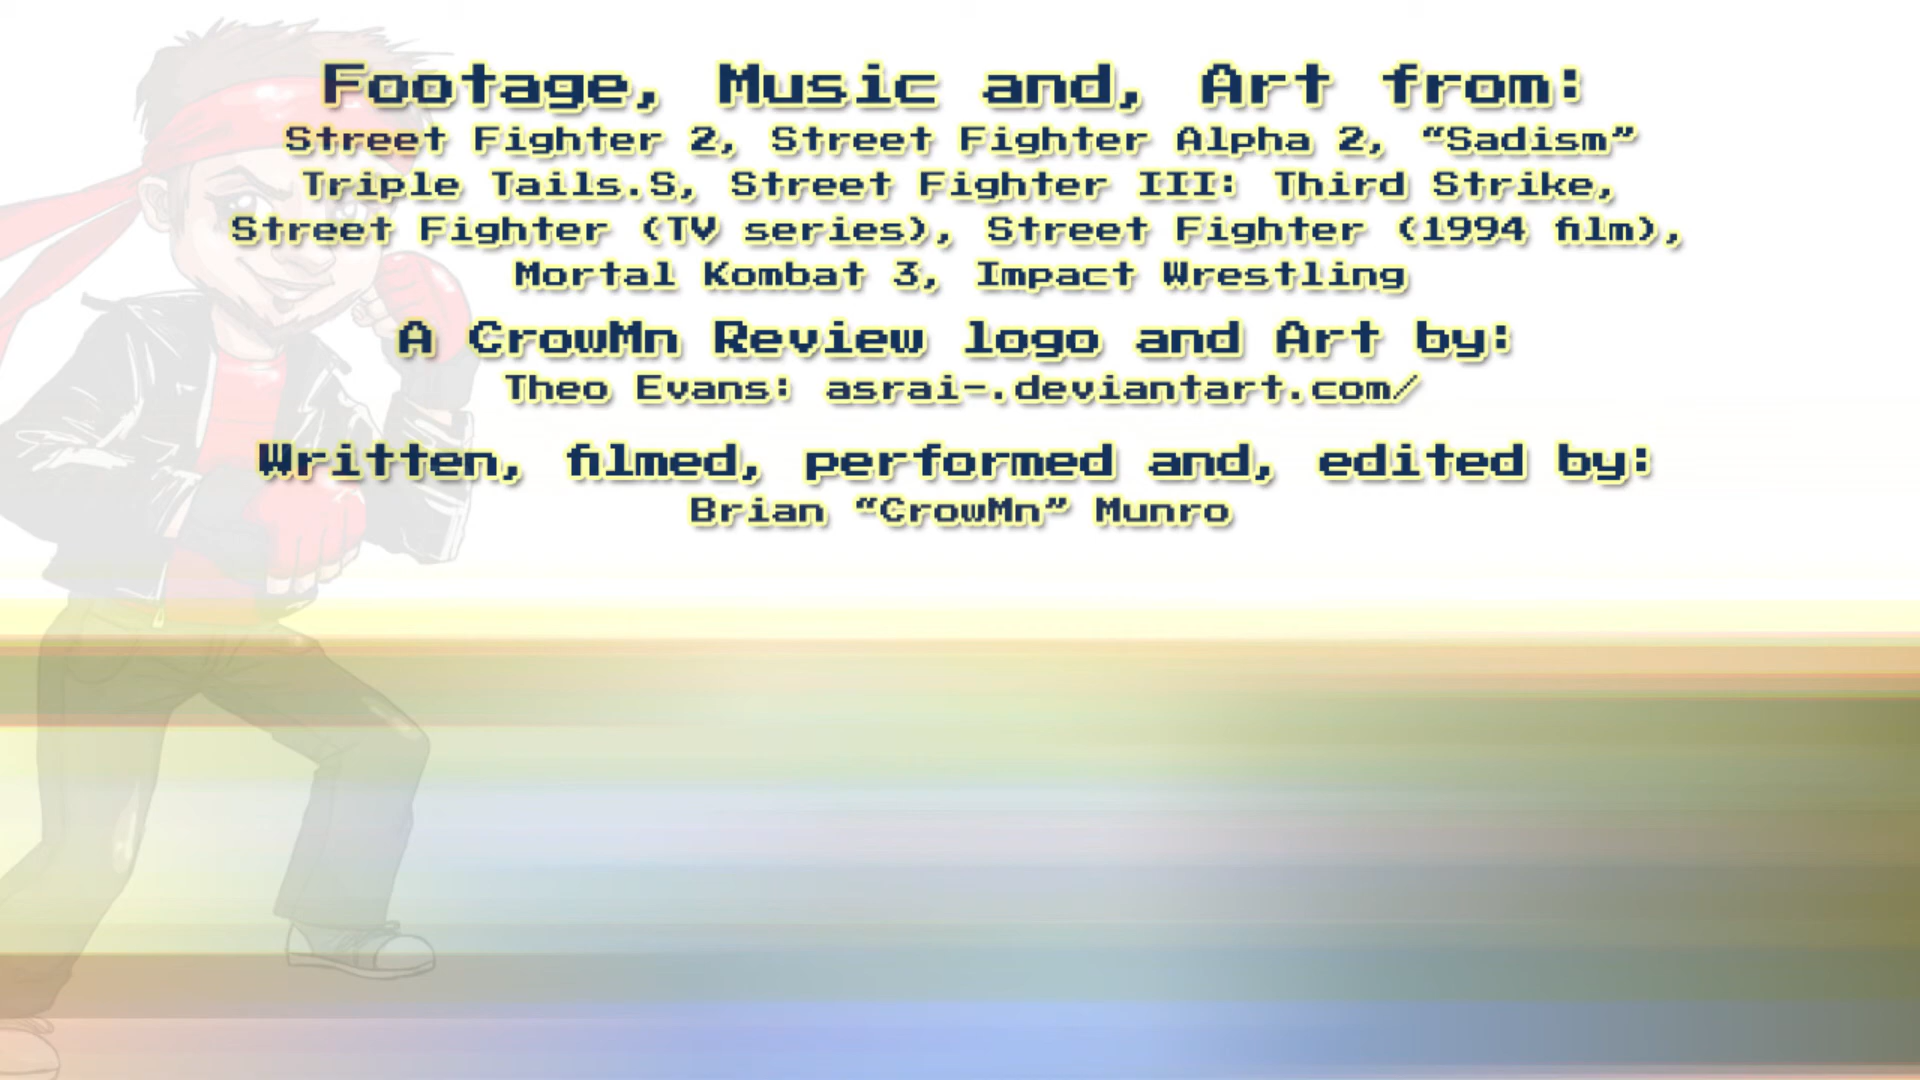 Footage, Music and, Art from:
Street Fighter 2, Street Fighter Alpha 2, “Sadism”
Triple Tails.S, Street Fighter III: Third Strike,
Street Fighter (TV series), Street Fighter (1994 film),
Mortal Kombat 3, Impact Wrestling
A CrowMn Review logo and Art by:
Theo Evans: asrai-.deviantart.com/
Written, filmed, performed and, edited by:
Brian “CrowMn” Munro